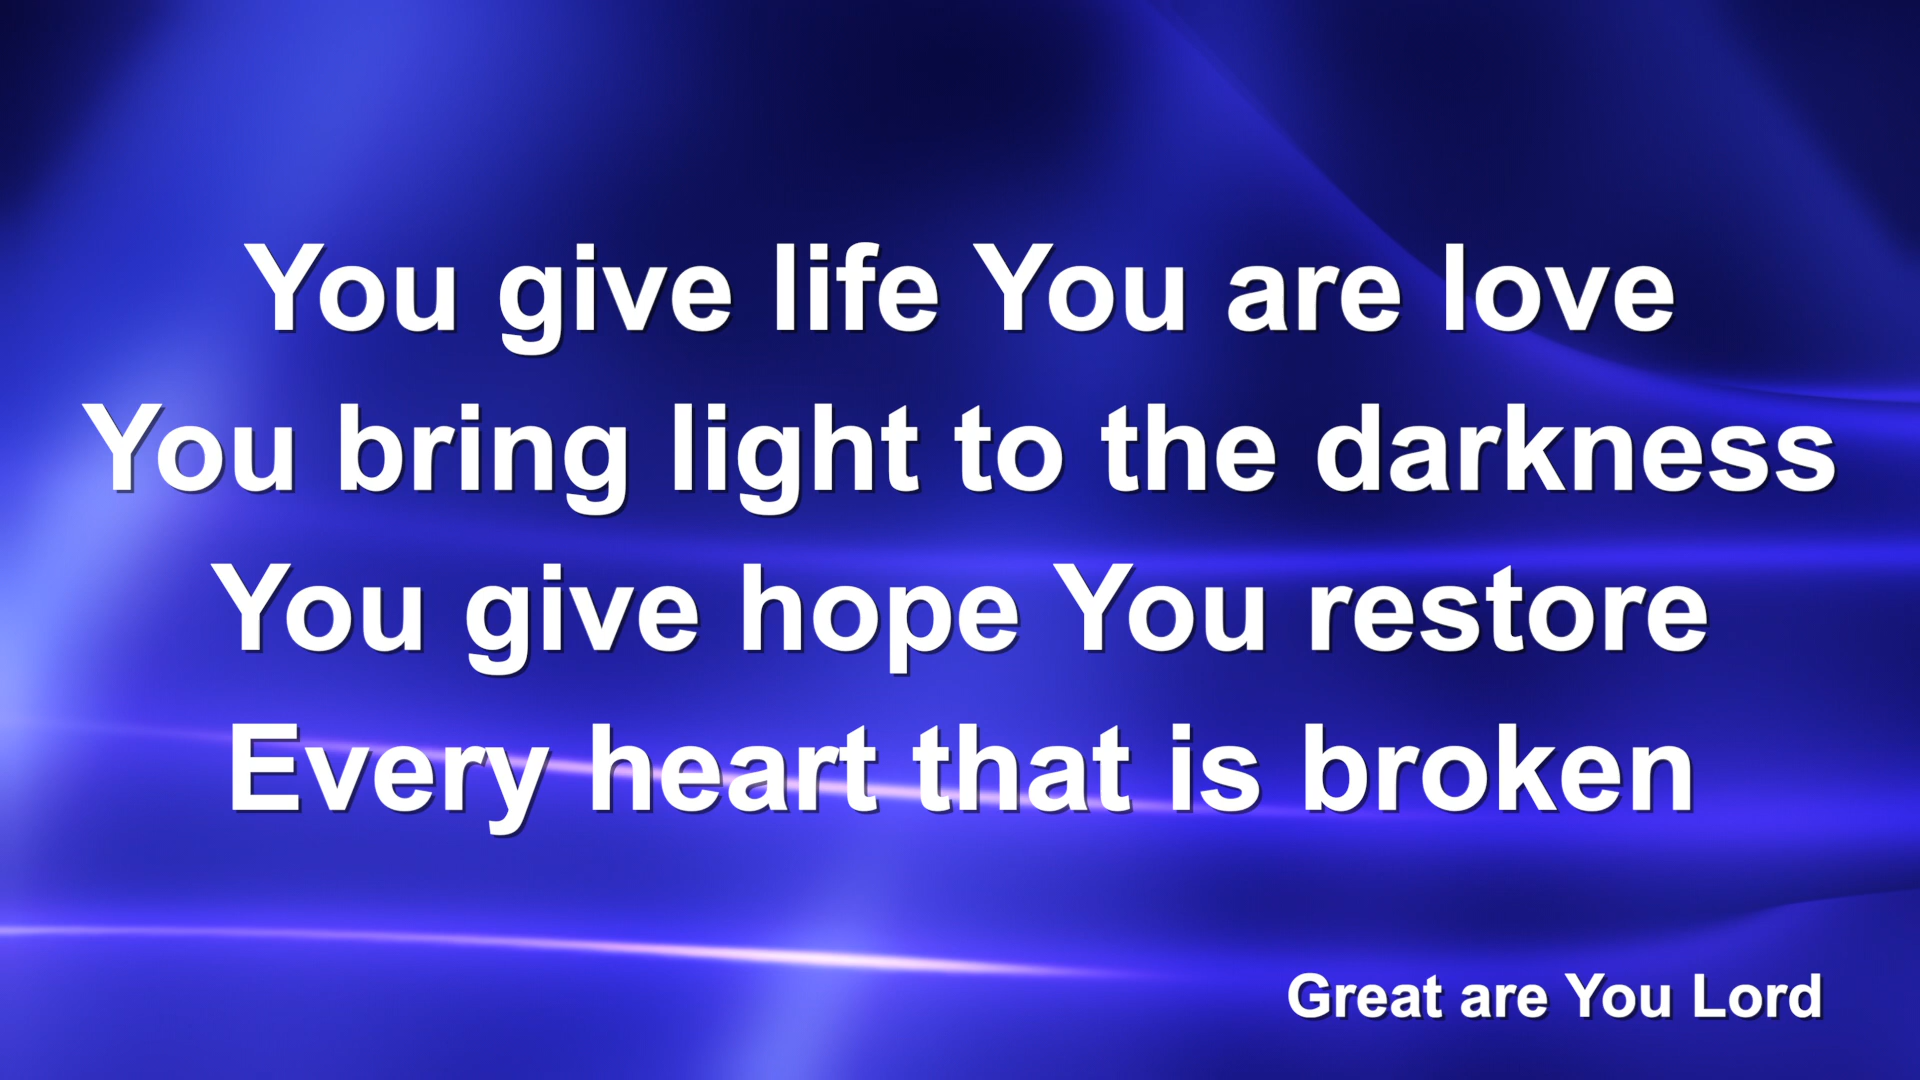 You give life You are love
You bring light to the darkness
You give hope You restore
Every heart that is broken
Great are You Lord